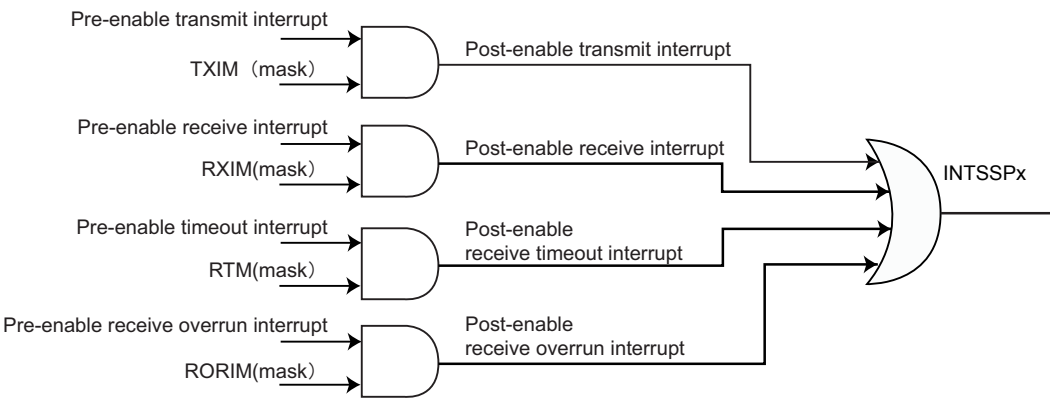 Pre-enable transmit interrupt
TXIM（mask）
Post-enable transmit interrupt
Pre-enable receive interrupt
RXIM(mask）
Post-enable receive interrupt
INTSSPx
Pre-enable timeout interrupt
RTM(mask）
Post-enable
receive timeout interrupt
Pre-enable receive overrun interrupt
RORIM(mask）
Post-enable
receive overrun interrupt